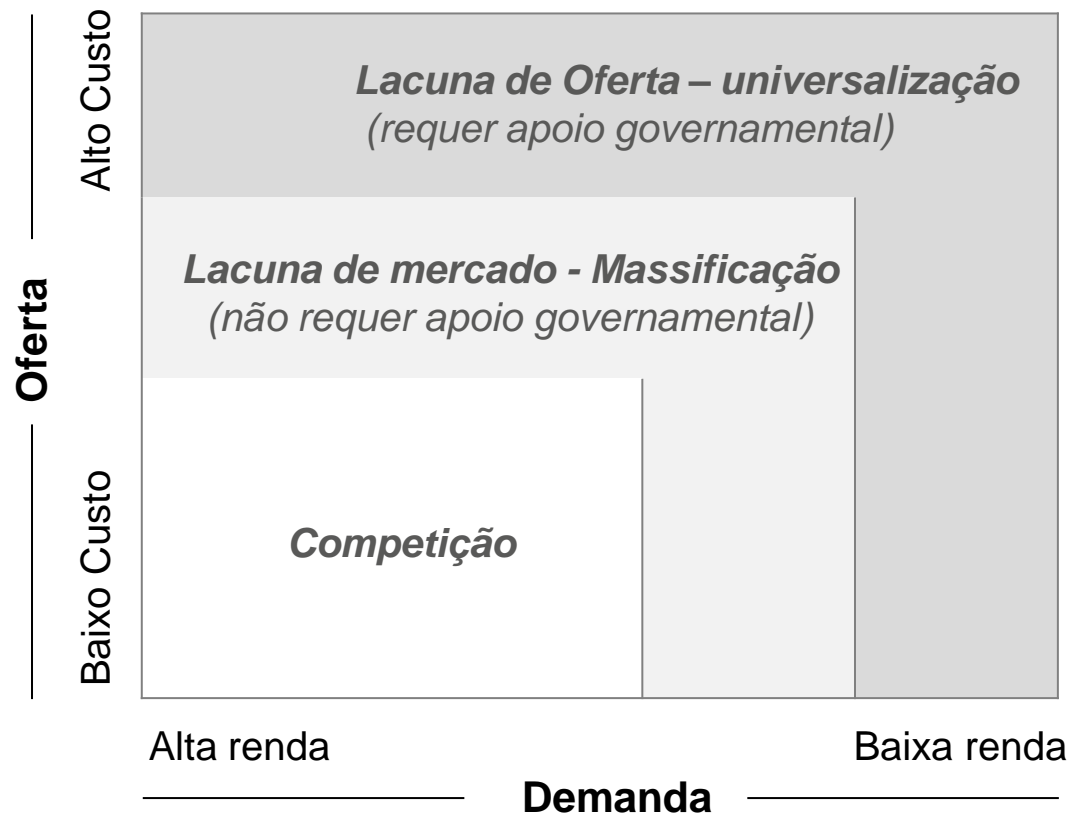 Alto Custo
Lacuna de Oferta – universalização
(requer apoio governamental)
Lacuna de mercado - Massificação
(não requer apoio governamental)
Oferta
Baixo Custo
Competição
Alta renda
Baixa renda
Demanda